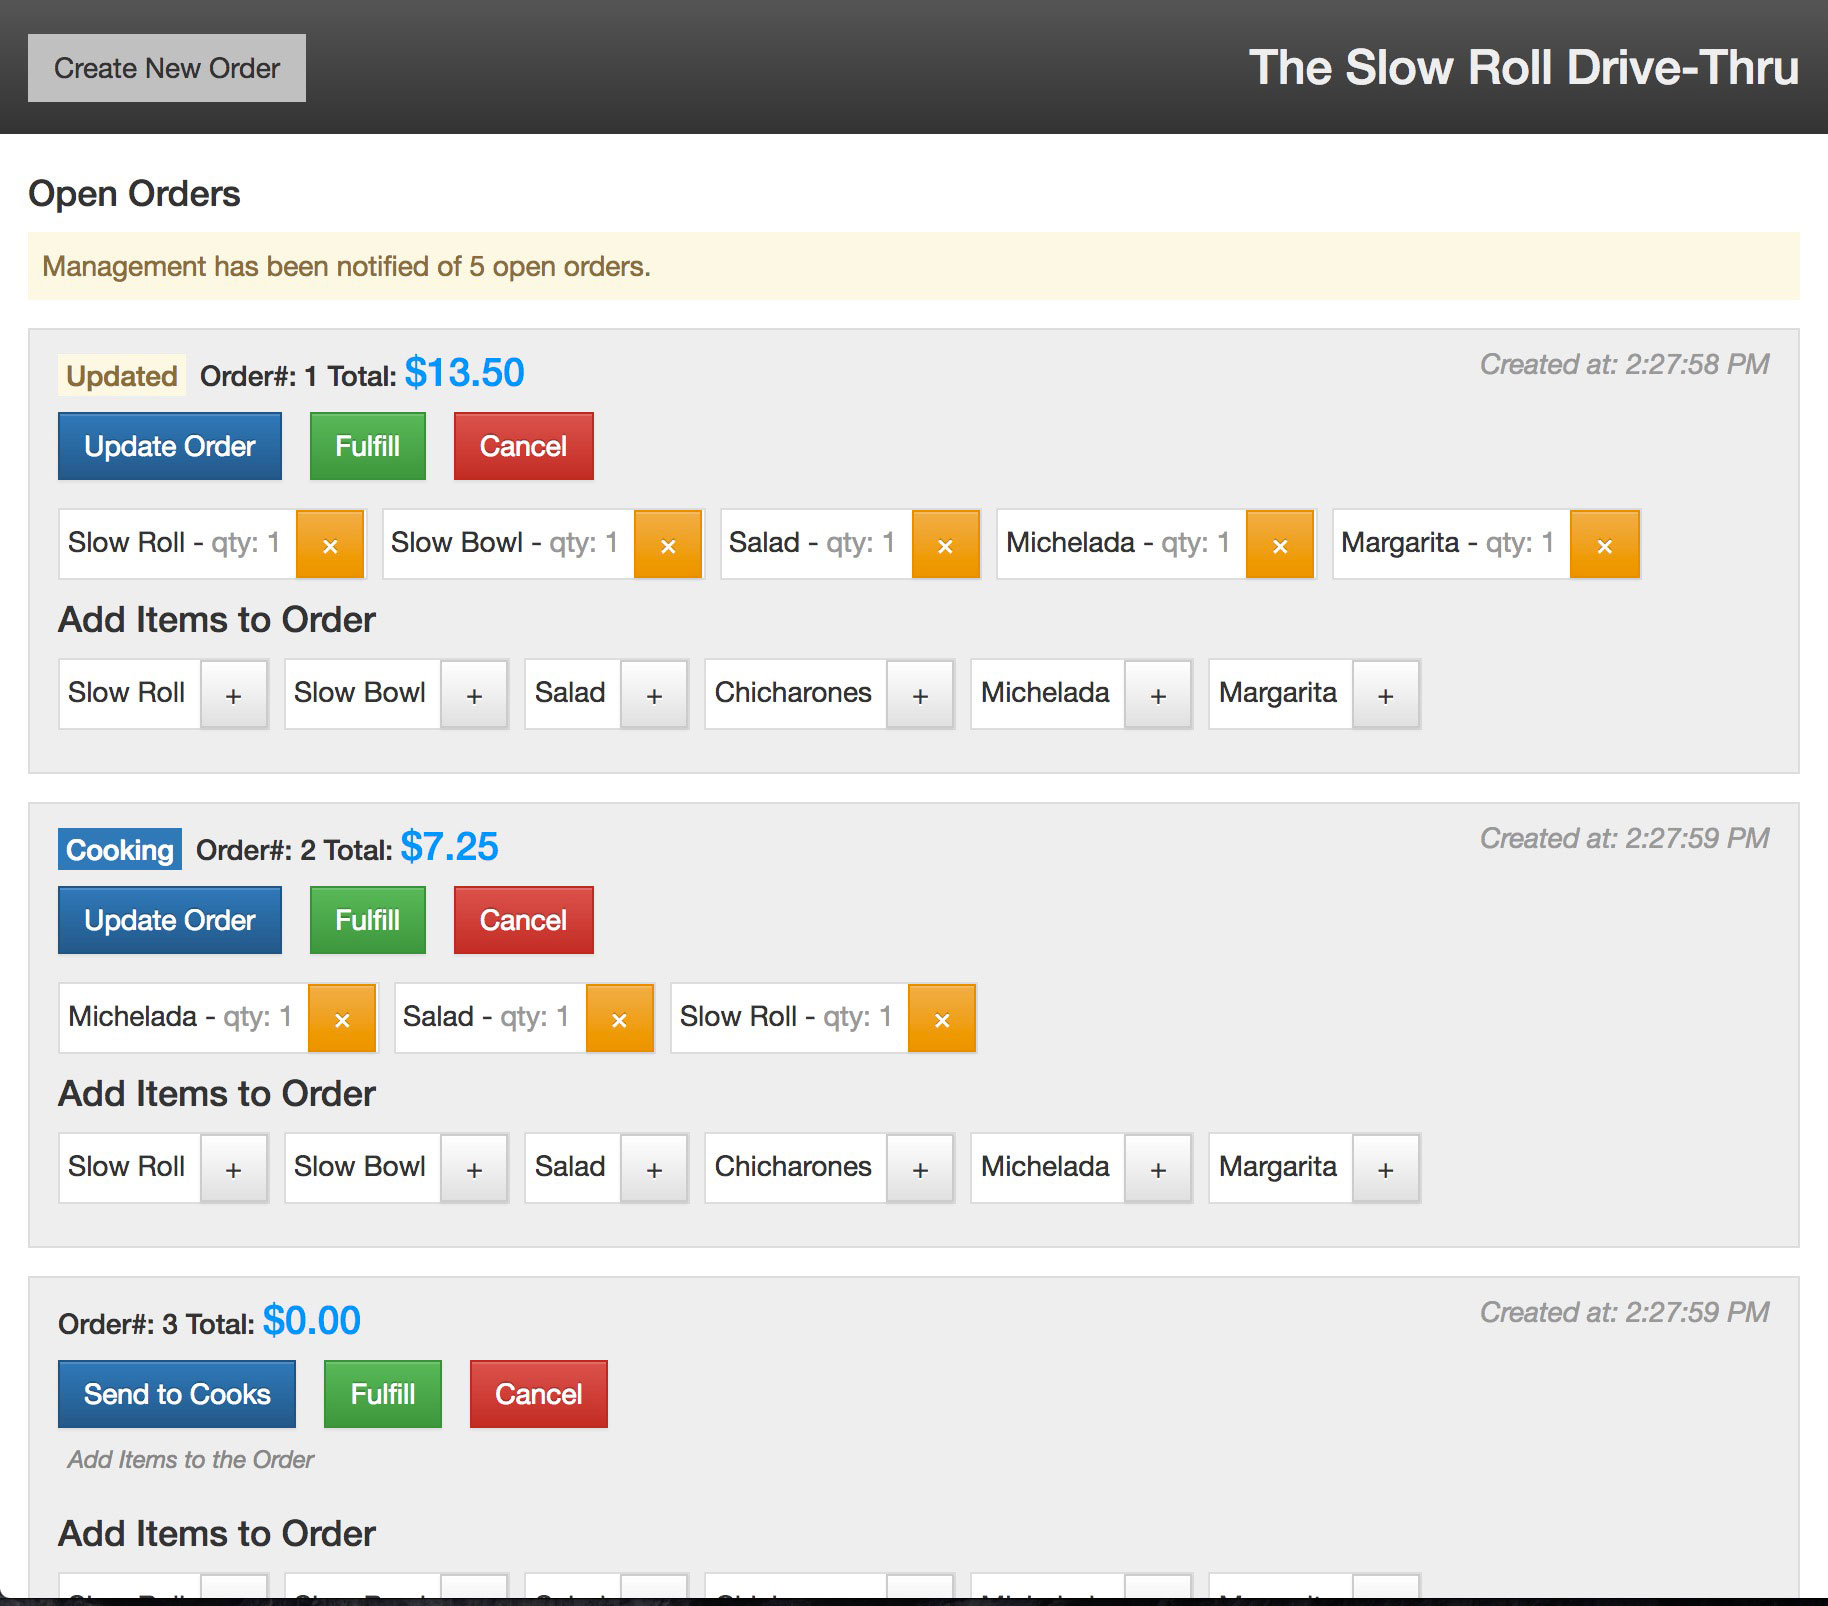 Create New Order
The Slow Roll Drive-Thru
Open Orders
Management has been notified of 5 open orders.
Updated Order#: 1 Total: $13.50
Created at: 2:27:58 PM
Update Order Fulfill Cancel
Slow Roll - qty: 1 × Slow Bowl - qty: 1 × Salad - qty: 1 × Michelada - qty: 1 × Margarita - qty: 1 ×
Add Items to Order
Slow Roll + Slow Bowl + Salad + Chicharones + Michelada + Margarita +
Cooking Order#: 2 Total: $7.25
Created at: 2:27:59 PM
Update Order Fulfill Cancel
Michelada - qty: 1 × Salad - qty: 1 × Slow Roll - qty: 1 ×
Add Items to Order
Slow Roll + Slow Bowl + Salad + Chicharones + Michelada + Margarita +
Order#: 3 Total: $0.00
Created at: 2:27:59 PM
Send to Cooks Fulfill Cancel
Add Items to the Order
Add Items to Order